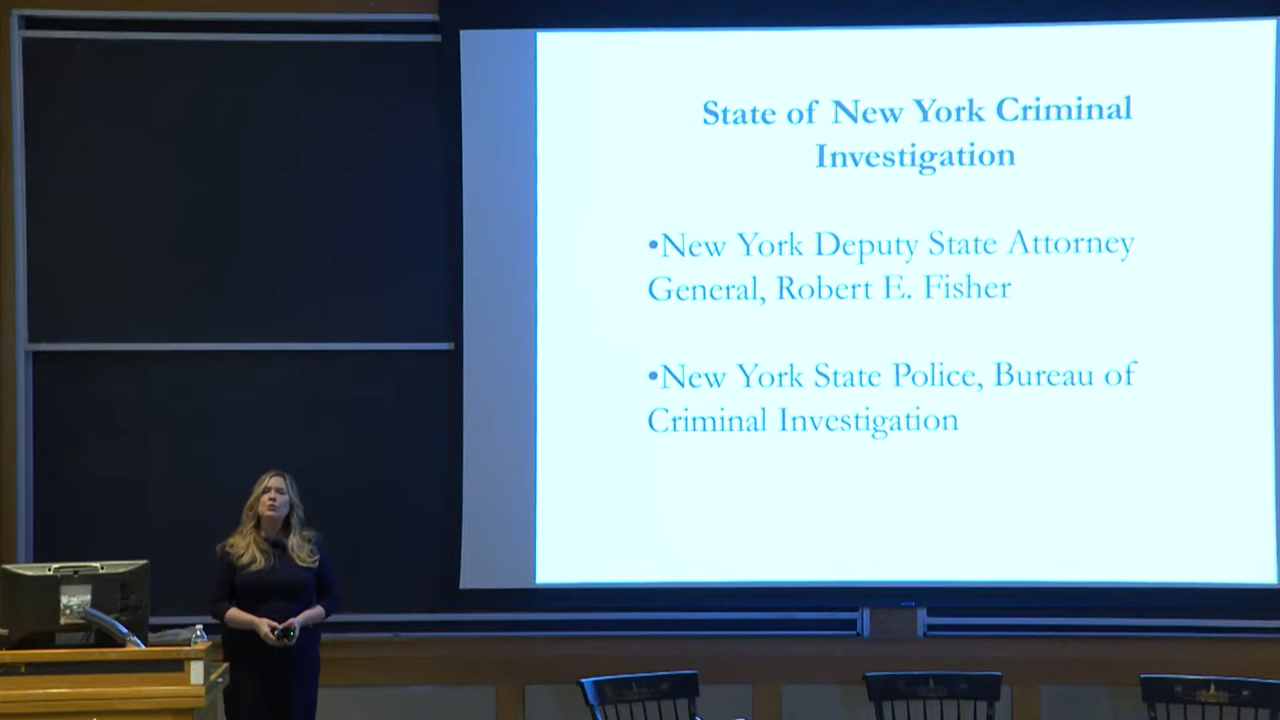 State of New York Criminal
Investigation
•New York Deputy State Attorney
General, Robert E. Fisher
•New York State Police, Bureau of
Criminal Investigation